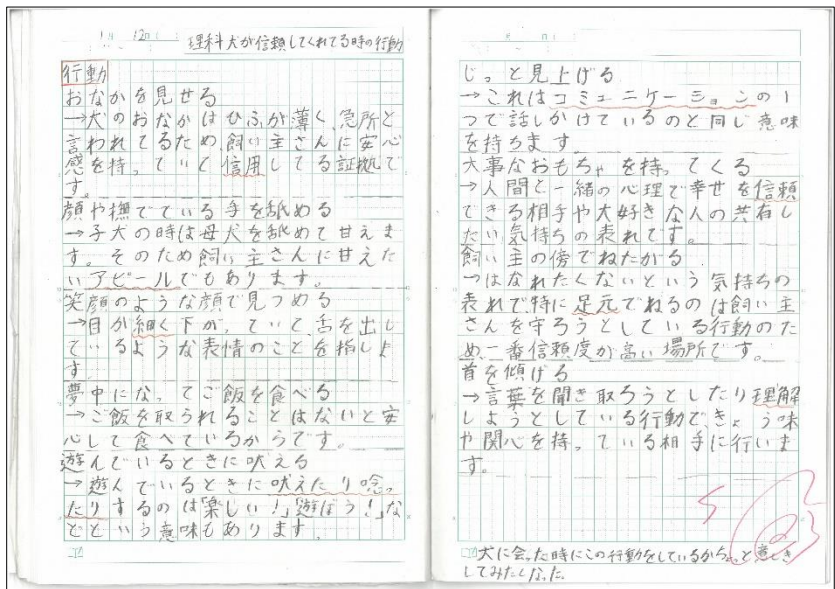 1月12日 理科 犬が信頼してくれてる時の行動
行動
おなかを見せる
→犬のおなかはひふが薄く、急所と
言われてるため、飼い主さんに安心
感を持っていて信用してる証拠で
す。
顔や撫でている手を舐める
→子犬の時は母犬を舐めて甘えま
す。そのため飼い主さんに甘えた
いアピールでもあります。
笑顔のような顔で見つめる
→目が細く下がっていて、舌を出し
ているような表情のことを指しま
す。
夢中になってご飯を食べる
→ご飯を取られることはないと安
心して食べているからです。
遊んでいるときに吠える
→遊んでいるときに吠えたり唸っ
たりするのは「楽しい!」「遊ぼう!」な
どという意味もあります。
じっと見上げる
→これはコミュニケーションの1
つで話しかけているのと同じ意味
を持ちます。
大事なおもちゃを持ってくる
→人間と一緒の心理で幸せを信頼
できる相手や大好きな人の共有し
たい気持ちの表れです。
飼い主の傍でねたがる
→はなれたくないという気持ちの
表れで、特に足元でねるのは飼い主
さんを守ろうとしている行動のた
め、一番信頼度が高い場所です。
首を傾げる
→言葉を聞き取ろうとしたり理解
しようとしている行動で、きょう味
や関心を持っている相手に行いま
す。
犬に会った時にこの行動をしているかちょっと意しき
してみたくなった。